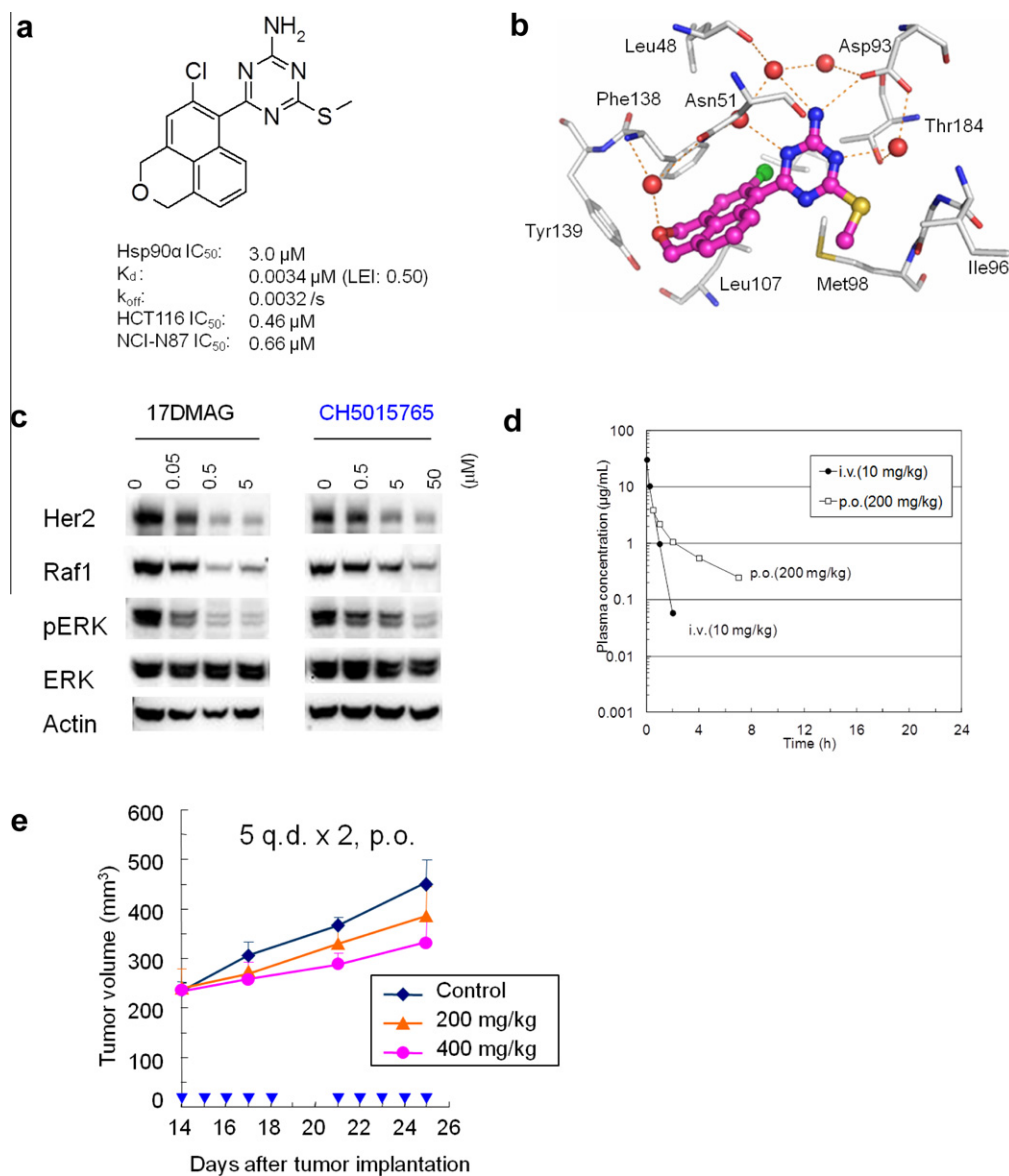 a
NH2
Cl
N
N
N
S
O
Hsp90α IC50: 3.0 µM
Kd: 0.0034 µM (LEI: 0.50)
koff: 0.0032 /s
HCT116 IC50: 0.46 µM
NCI-N87 IC50: 0.66 µM
b
Leu48
Asp93
Phe138
Asn51
Thr184
Tyr139
Leu107
Met98
Ile96
c
17DMAG
CH5015765
0 0.05 0.5 5 0 0.5 5 50 (µM)
Her2
Raf1
pERK
ERK
Actin
d
Plasma concentration (µg/mL)
100
10
1
0.1
0.01
0.001
i.v.(10 mg/kg)
p.o.(200 mg/kg)
p.o.(200 mg/kg)
i.v.(10 mg/kg)
0 4 8 12 16 20 24
Time (h)
e
5 q.d. x 2, p.o.
Tumor volume (mm3)
600
500
400
300
200
100
0
Control
200 mg/kg
400 mg/kg
14 16 18 20 22 24 26
Days after tumor implantation